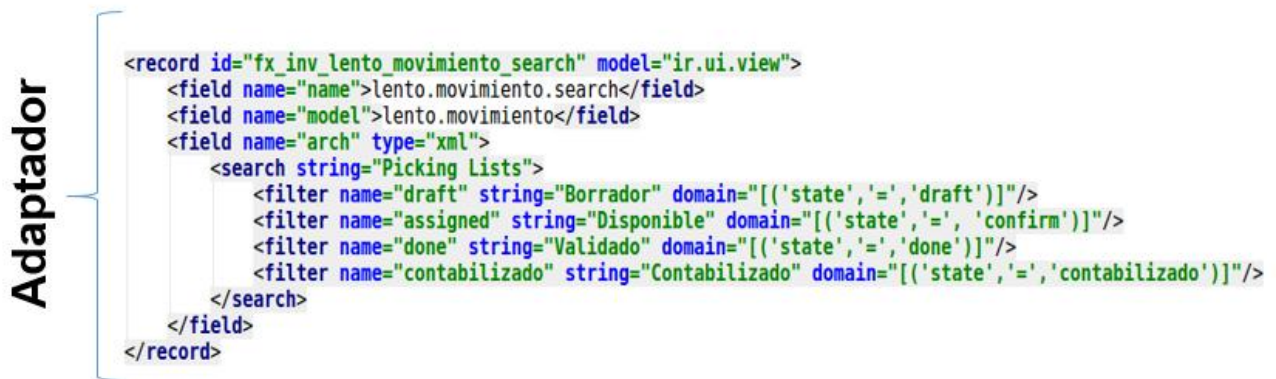 Adaptador
<record id="fx_inv_lento_movimiento_search" model="ir.ui.view">
<field name="name">lento.movimiento.search</field>
<field name="model">lento.movimiento</field>
<field name="arch" type="xml">
<search string="Picking Lists">
<filter name="draft" string="Borrador" domain="[('state','=','draft')]"/>
<filter name="assigned" string="Disponible" domain="[('state','=', 'confirm')]"/>
<filter name="done" string="Validado" domain="[('state','=','done')]"/>
<filter name="contabilizado" string="Contabilizado" domain="[('state','=','contabilizado')]"/>
</search>
</field>
</record>